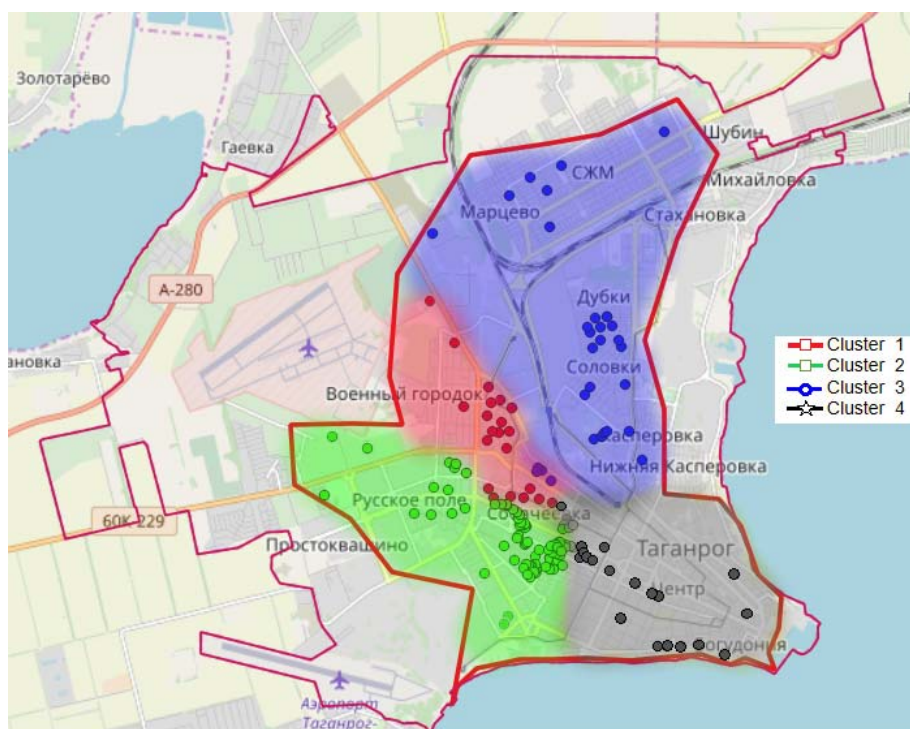 Золотарёво
Гаевка
Шубин
СЖМ
Михайловка
Марцево
Стахановка
А-280
Дубки
Cluster 1
ановка
Cluster 2
Соловки
Cluster 3
Военный городок
Cluster 4
Касперовка
Нижняя Касперовка
Русское поле
60К-229
Простоквашино
Таганрог
Центр
Богудония
Аэропорт
Таганрог-